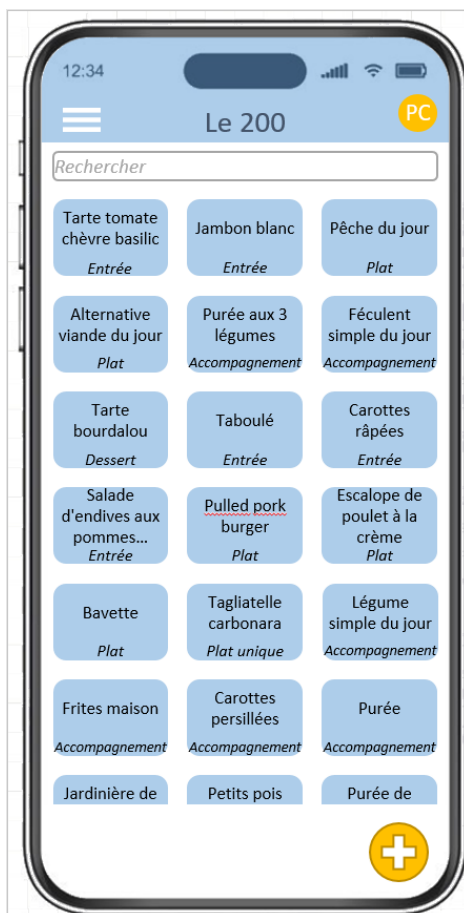 12:34
Le 200
PC
Rechercher
Tarte tomate
chèvre basilic
Entrée
Jambon blanc
Entrée
Pêche du jour
Plat
Alternative
viande du jour
Plat
Purée aux 3
légumes
Accompagnement
Féculent
simple du jour
Accompagnement
Tarte
bourdalou
Dessert
Taboulé
Entrée
Carottes
râpées
Entrée
Salade
d'endives aux
pommes...
Entrée
Pulled pork
burger
Plat
Escalope de
poulet à la
crème
Plat
Bavette
Plat
Tagliatelle
carbonara
Plat unique
Légume
simple du jour
Accompagnement
Frites maison
Accompagnement
Carottes
persillées
Accompagnement
Purée
Accompagnement
Jardinière de
Petits pois
Purée de